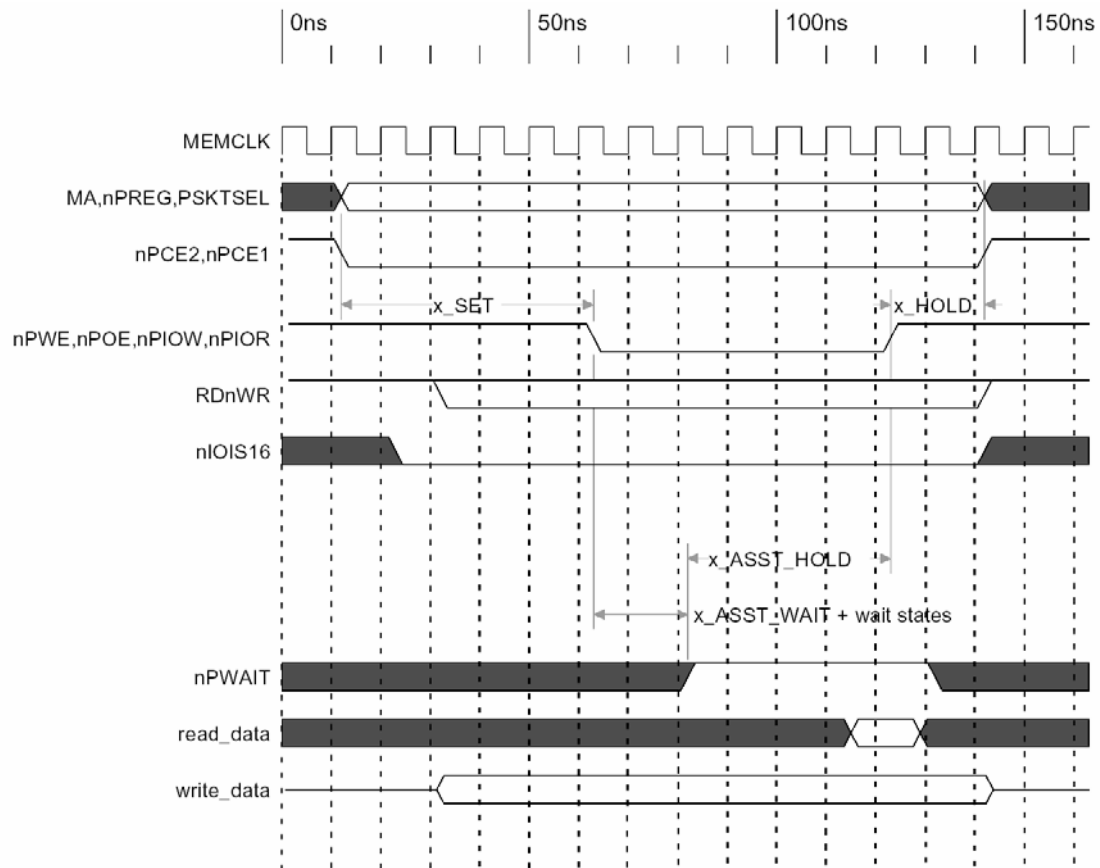 0ns 50ns 100ns 150ns
MEMCLK
MA,nPREG,PSKTSEL
nPCE2,nPCE1
x_SET x_HOLD
nPWE,nPOE,nPIOW,nPIOR
RDnWR
nIOIS16
x_ASST_HOLD
x_ASST_WAIT + wait states
nPWAIT
read_data
write_data